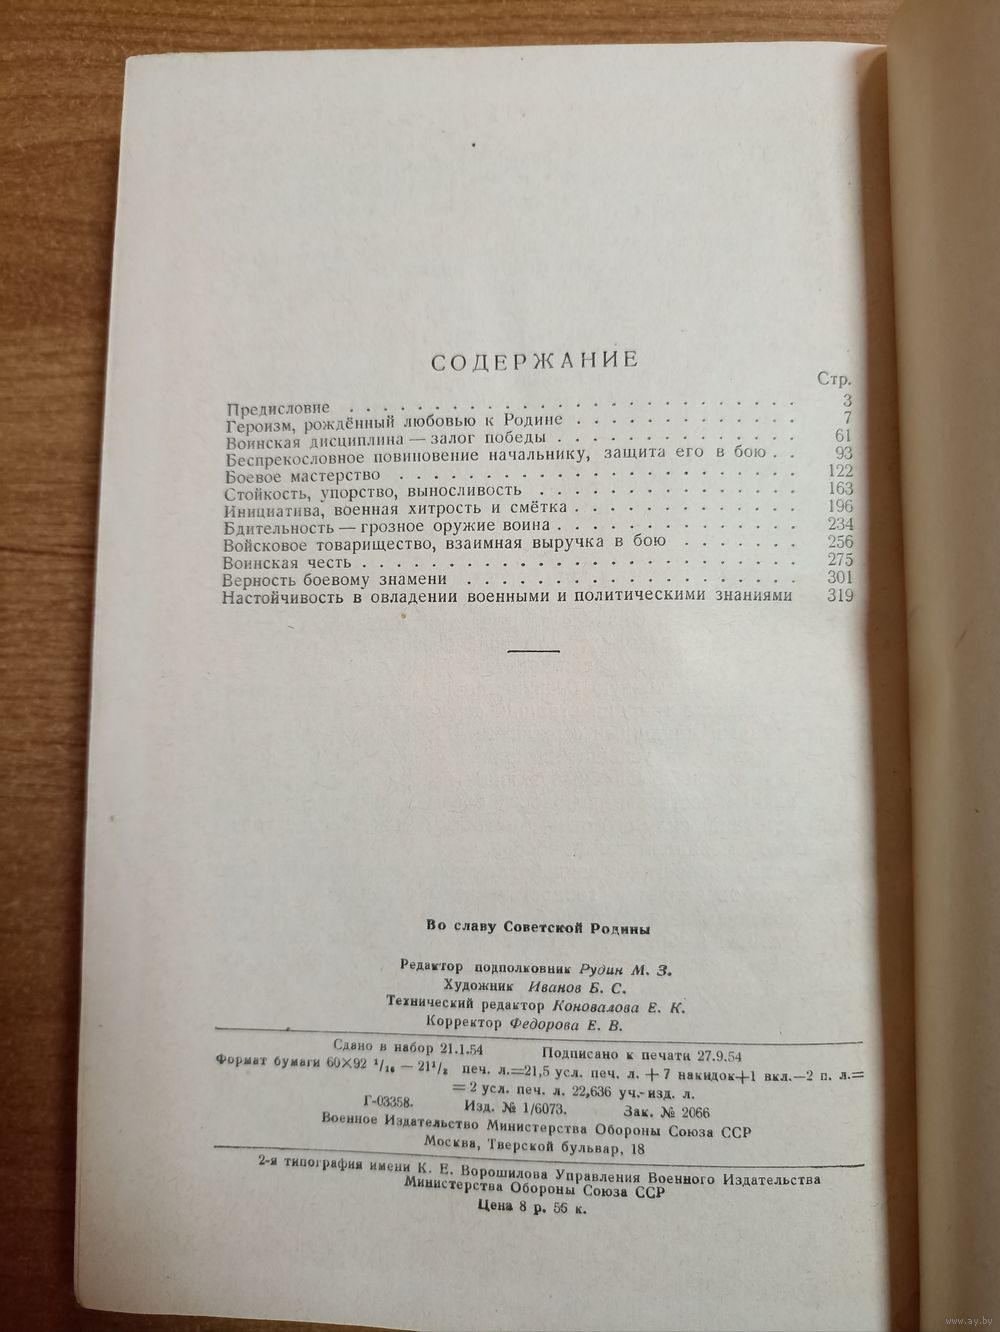 СОДЕРЖАНИЕ
Стр.
Предисловие . . . . . . . . . . . . . . . . 3
Героизм, рождённый любовью к Родине . . . . . . . . . . . 7
Воинская дисциплина — залог победы . . . . . . . . . . . 61
Беспрекословное повиновение начальнику, защита его в бою . . 93
Боевое мастерство . . . . . . . . . . . . . . . 122
Стойкость, упорство, выносливость . . . . . . . . . . 163
Инициатива, военная хитрость и смётка . . . . . . . . . 196
Бдительность — грозное оружие воина . . . . . . . . . 234
Войсковое товарищество, взаимная выручка в бою . . . . . . . 256
Воинская честь . . . . . . . . . . . . . . . . 275
Верность боевому знамени . . . . . . . . . . . . . 301
Настойчивость в овладении военными и политическими знаниями 319
Во славу Советской Родины
Редактор подполковник Рудин М. З.
Художник Иванов Б. С.
Технический редактор Коновалова Е. К.
Корректор Федорова Е. В.
Сдано в набор 21.1.54 Подписано к печати 27.9.54
Формат бумаги 60×92 1/16 — 21 1/2 печ. л.=21,5 усл. печ. л. + 7 накидок+1 вкл.—2 п. л.=
= 2 усл. печ. л. 22,636 уч.-изд. л.
Г-03358. Изд. № 1/6073. Зак. № 2066
Военное Издательство Министерства Обороны Союза ССР
Москва, Тверской бульвар, 18
2-я типография имени К. Е. Ворошилова Управления Военного Издательства
Министерства Обороны Союза ССР
Цена 8 р. 55 к.
www.ay.by